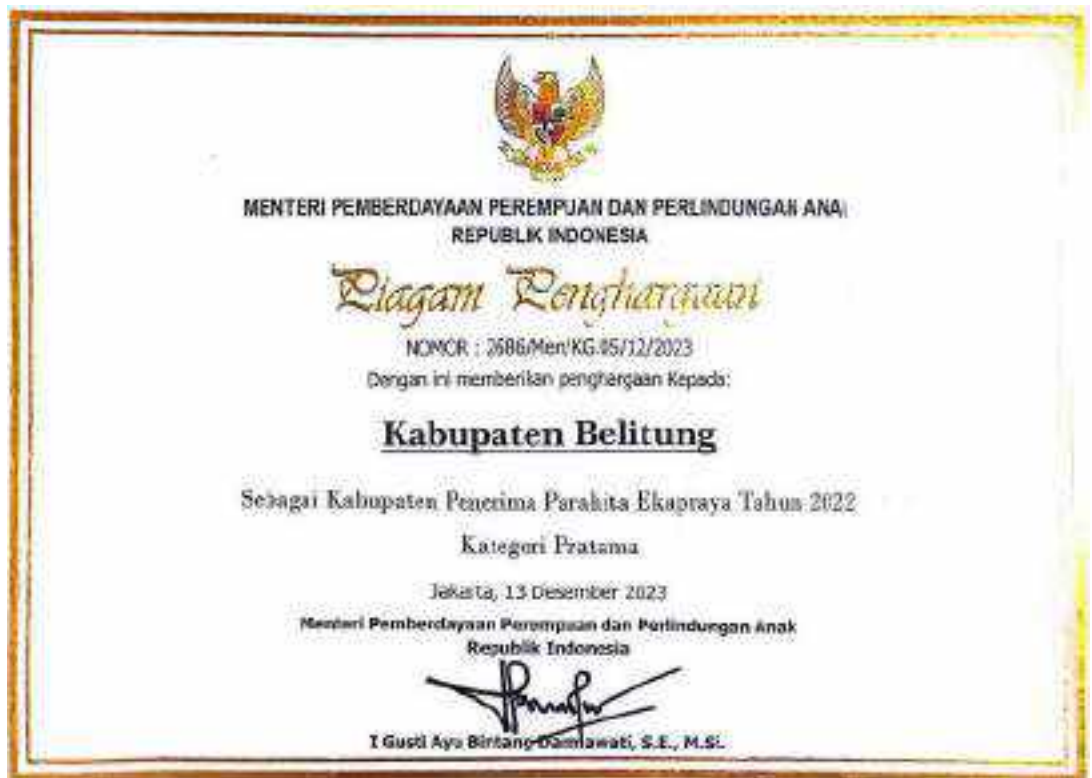 MENTERI PEMBERDAYAAN PEREMPUAN DAN PERLINDUNGAN ANA
REPUBLIK INDONESIA
Piagam Penghargaan
NOMOR : 2686/Men/KG.05/12/2023
Dengan ini memberikan penghargaan Kepada:
Kabupaten Belitung
Sebagai Kabupaten Penerima Parahita Ekapraya Tahun 2022
Kategori Pratama
Jakarta, 13 Desember 2023
Menteri Pemberdayaan Perempuan dan Perlindungan Anak
Republik Indonesia
I Gusti Ayu Bintang Darmawati, S.E., M.Si.